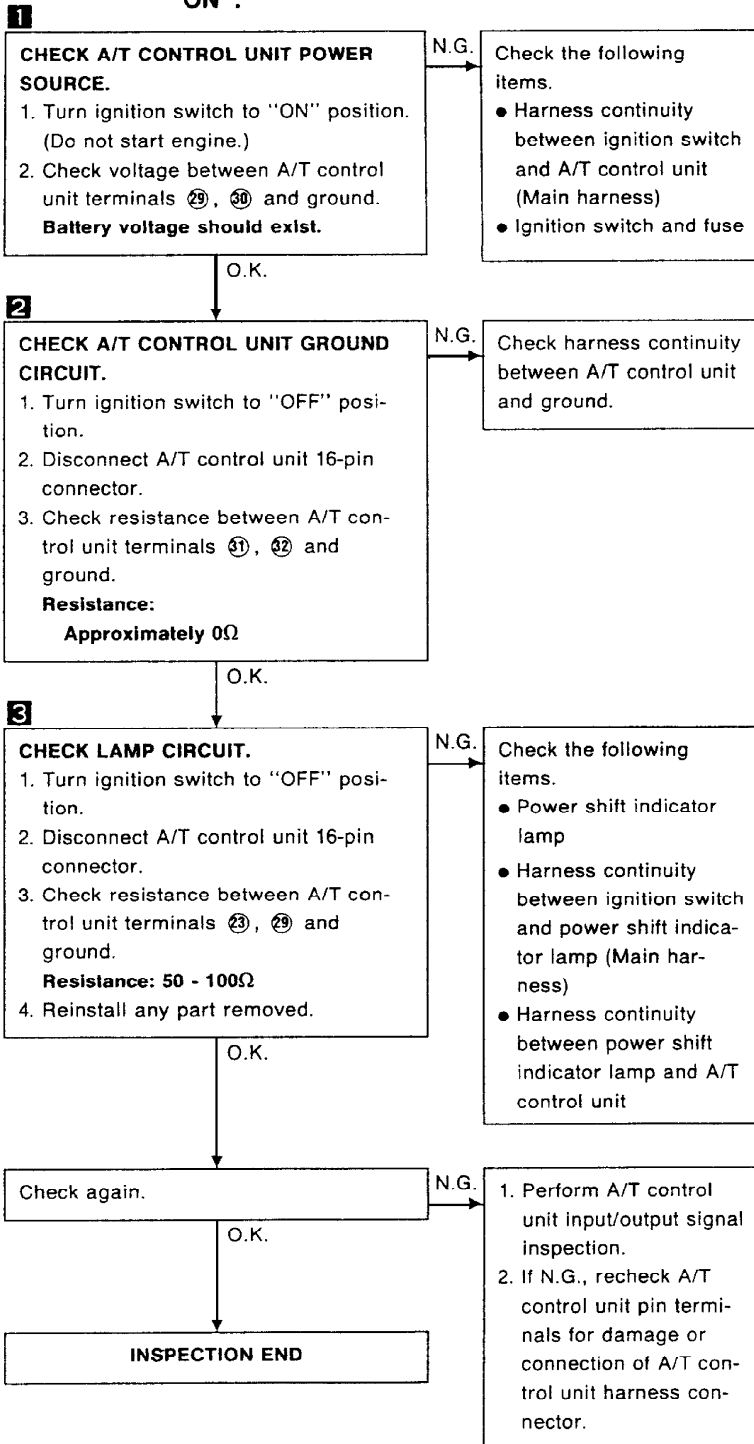 ON".
1
CHECK A/T CONTROL UNIT POWER
SOURCE.
1. Turn ignition switch to "ON" position.
(Do not start engine.)
2. Check voltage between A/T control
unit terminals ㉙, ㉚ and ground.
Battery voltage should exist.
N.G.
Check the following
items.
● Harness continuity
between ignition switch
and A/T control unit
(Main harness)
● Ignition switch and fuse
O.K.
2
CHECK A/T CONTROL UNIT GROUND
CIRCUIT.
1. Turn ignition switch to "OFF" posi-
tion.
2. Disconnect A/T control unit 16-pin
connector.
3. Check resistance between A/T con-
trol unit terminals ㉛, ㉜ and
ground.
Resistance:
Approximately 0Ω
N.G.
Check harness continuity
between A/T control unit
and ground.
O.K.
3
CHECK LAMP CIRCUIT.
1. Turn ignition switch to "OFF" posi-
tion.
2. Disconnect A/T control unit 16-pin
connector.
3. Check resistance between A/T con-
trol unit terminals ㉓, ㉙ and
ground.
Resistance: 50 - 100Ω
4. Reinstall any part removed.
N.G.
Check the following
items.
● Power shift indicator
lamp
● Harness continuity
between ignition switch
and power shift indica-
tor lamp (Main har-
ness)
● Harness continuity
between power shift
indicator lamp and A/T
control unit
O.K.
Check again.
N.G.
1. Perform A/T control
unit input/output signal
inspection.
2. If N.G., recheck A/T
control unit pin termi-
nals for damage or
connection of A/T con-
trol unit harness con-
nector.
O.K.
INSPECTION END